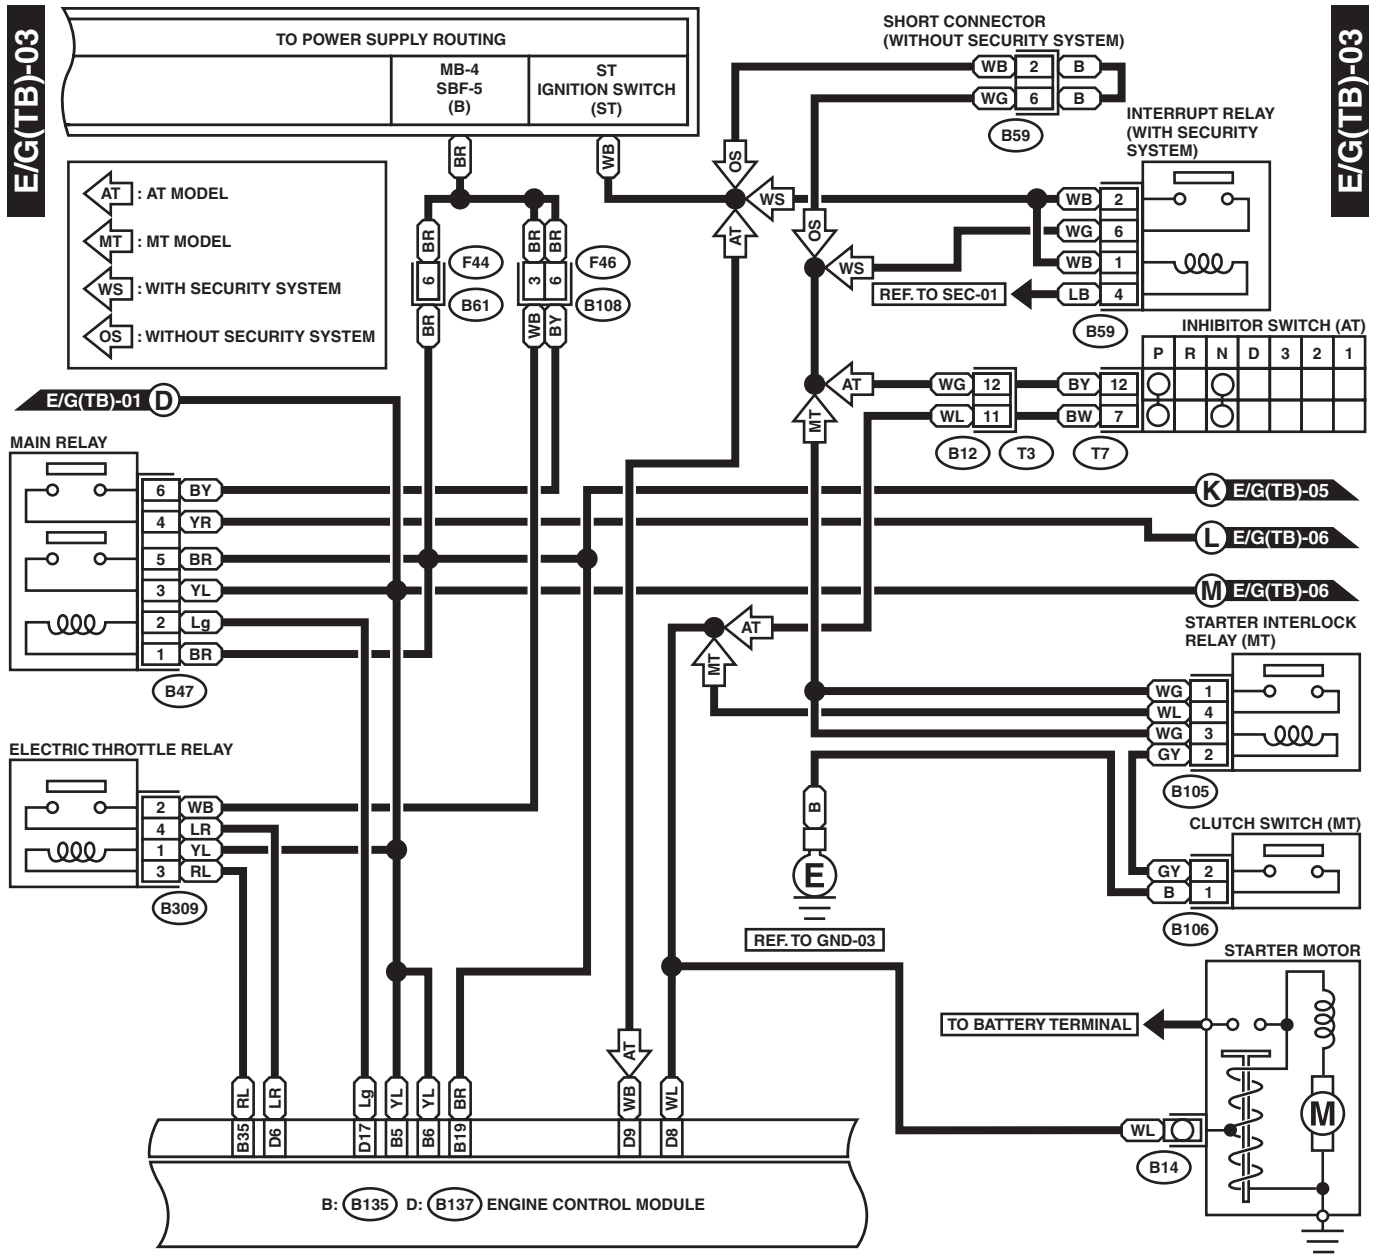 E/G(TB)-03
E/G(TB)-03
TO POWER SUPPLY ROUTING
MB-4
SBF-5
(B)
ST
IGNITION SWITCH
(ST)
SHORT CONNECTOR
(WITHOUT SECURITY SYSTEM)
WB 2 B
WG 6 B
B59
BR
WB
OS
WS
AT
OS
WS
AT : AT MODEL
MT : MT MODEL
WS : WITH SECURITY SYSTEM
OS : WITHOUT SECURITY SYSTEM
BR
6
BR
F44
B61
BR BR
3 6
WB BY
F46
B108
INTERRUPT RELAY
(WITH SECURITY
SYSTEM)
WB 2
WG 6
WB 1
LB 4
REF. TO SEC-01
B59
INHIBITOR SWITCH (AT)
P R N D 3 2 1
AT
WG 12 BY 12
WL 11 BW 7
MT
B12 T3 T7
E/G(TB)-01 D
MAIN RELAY
6 BY
4 YR
5 BR
3 YL
2 Lg
1 BR
B47
K E/G(TB)-05
L E/G(TB)-06
M E/G(TB)-06
AT
MT
STARTER INTERLOCK
RELAY (MT)
WG 1
WL 4
WG 3
GY 2
B105
ELECTRIC THROTTLE RELAY
2 WB
4 LR
1 YL
3 RL
B309
B
E
REF. TO GND-03
CLUTCH SWITCH (MT)
GY 2
B 1
B106
STARTER MOTOR
TO BATTERY TERMINAL
M
WL
B14
AT
RL LR Lg YL YL BR WB WL
B35 D6 D17 B5 B6 B19 D9 D8
B: B135 D: B137 ENGINE CONTROL MODULE